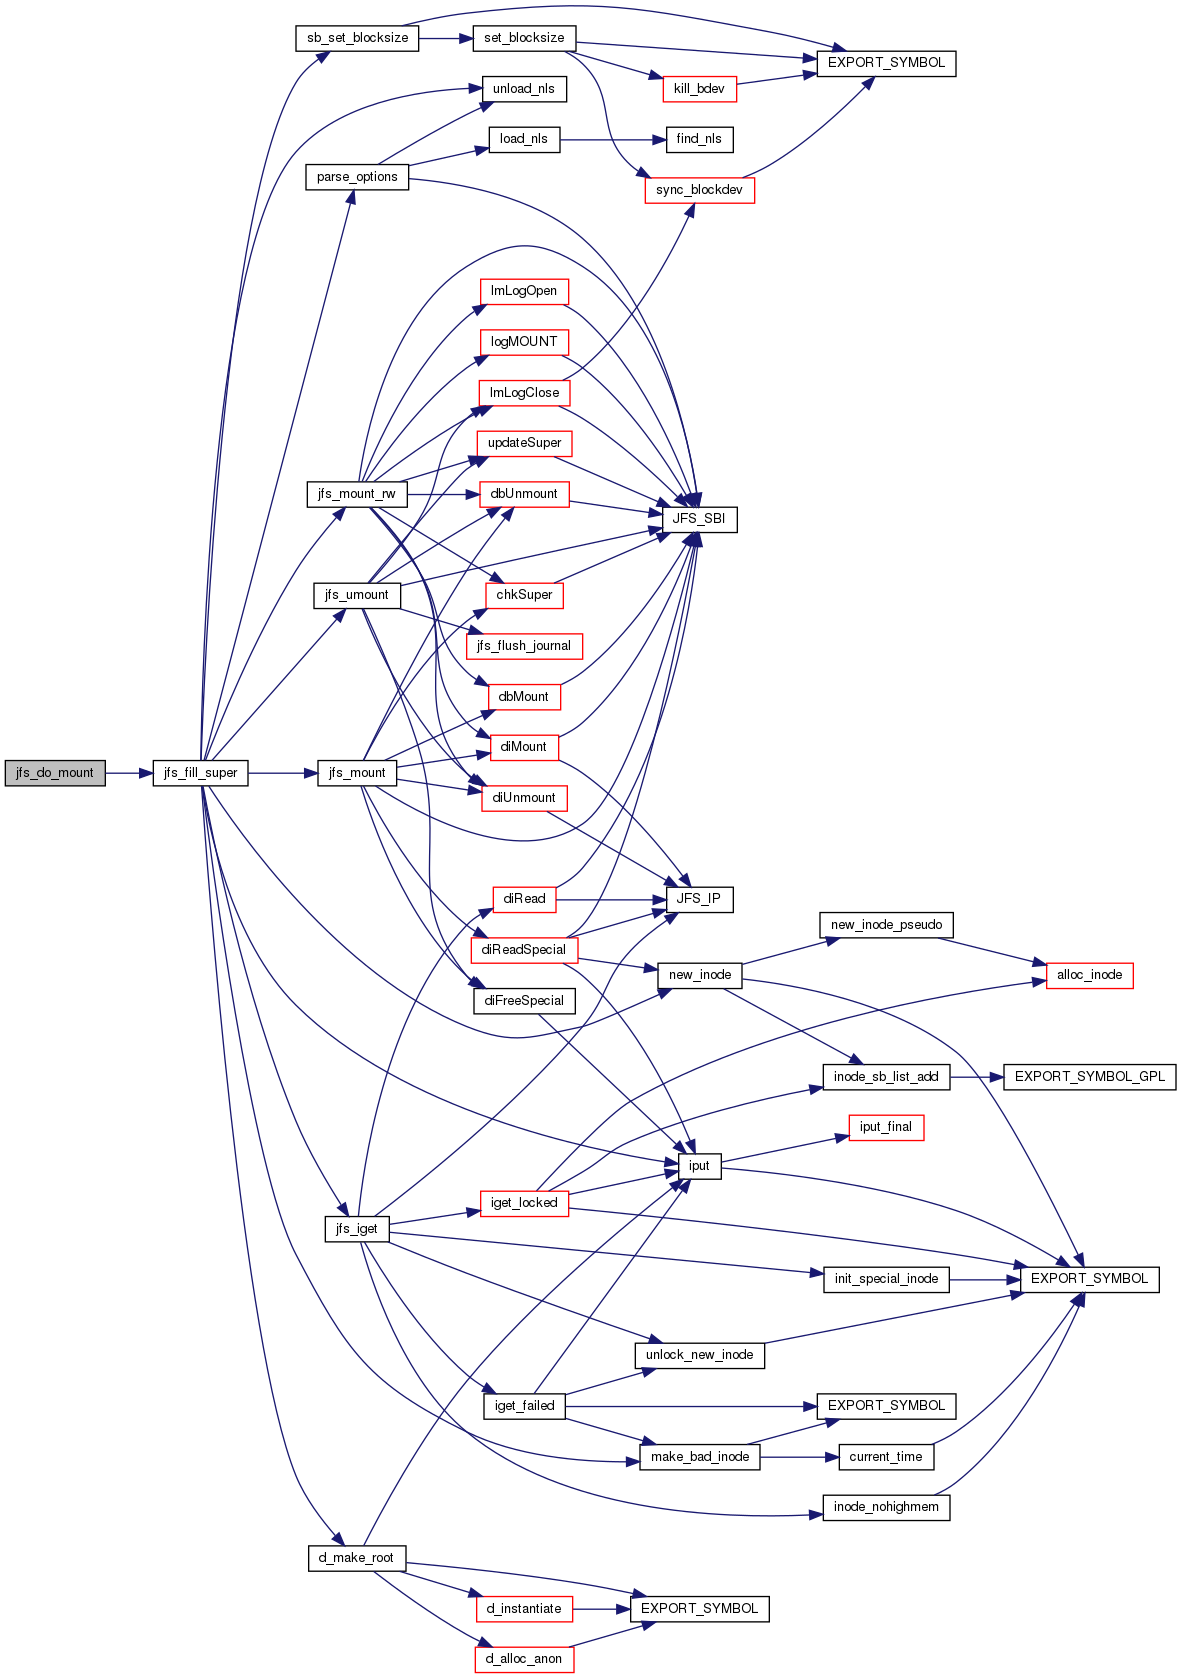 sb_set_blocksize
set_blocksize
EXPORT_SYMBOL
unload_nls
kill_bdev
load_nls
find_nls
parse_options
sync_blockdev
lmLogOpen
logMOUNT
lmLogClose
updateSuper
jfs_mount_rw
dbUnmount
JFS_SBI
jfs_umount
chkSuper
jfs_flush_journal
dbMount
diMount
jfs_do_mount
jfs_fill_super
jfs_mount
diUnmount
diRead
JFS_IP
new_inode_pseudo
diReadSpecial
new_inode
alloc_inode
diFreeSpecial
inode_sb_list_add
EXPORT_SYMBOL_GPL
iput_final
iput
iget_locked
jfs_iget
init_special_inode
EXPORT_SYMBOL
unlock_new_inode
iget_failed
EXPORT_SYMBOL
make_bad_inode
current_time
inode_nohighmem
d_make_root
d_instantiate
EXPORT_SYMBOL
d_alloc_anon